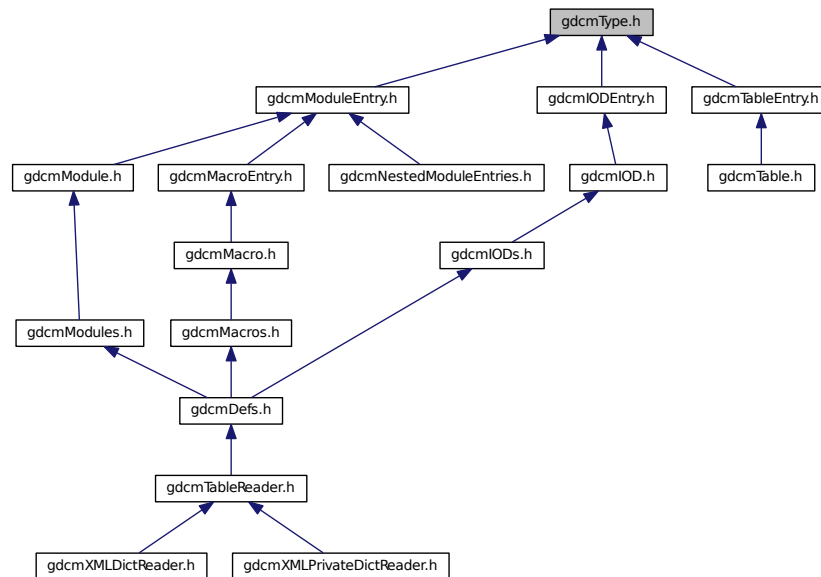 gdcmType.h
gdcmModuleEntry.h
gdcmIODEntry.h
gdcmTableEntry.h
gdcmModule.h
gdcmMacroEntry.h
gdcmNestedModuleEntries.h
gdcmIOD.h
gdcmTable.h
gdcmMacro.h
gdcmIODs.h
gdcmModules.h
gdcmMacros.h
gdcmDefs.h
gdcmTableReader.h
gdcmXMLDictReader.h
gdcmXMLPrivateDictReader.h